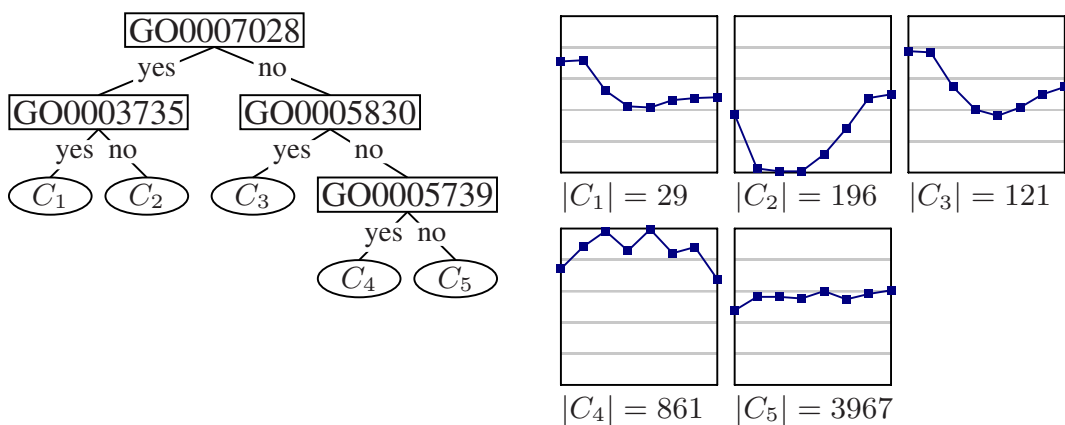 GO0007028
yes no
GO0003735 GO0005830
yes no yes no
C₁ C₂ C₃ GO0005739
yes no
C₄ C₅
|C₁| = 29 |C₂| = 196 |C₃| = 121
|C₄| = 861 |C₅| = 3967